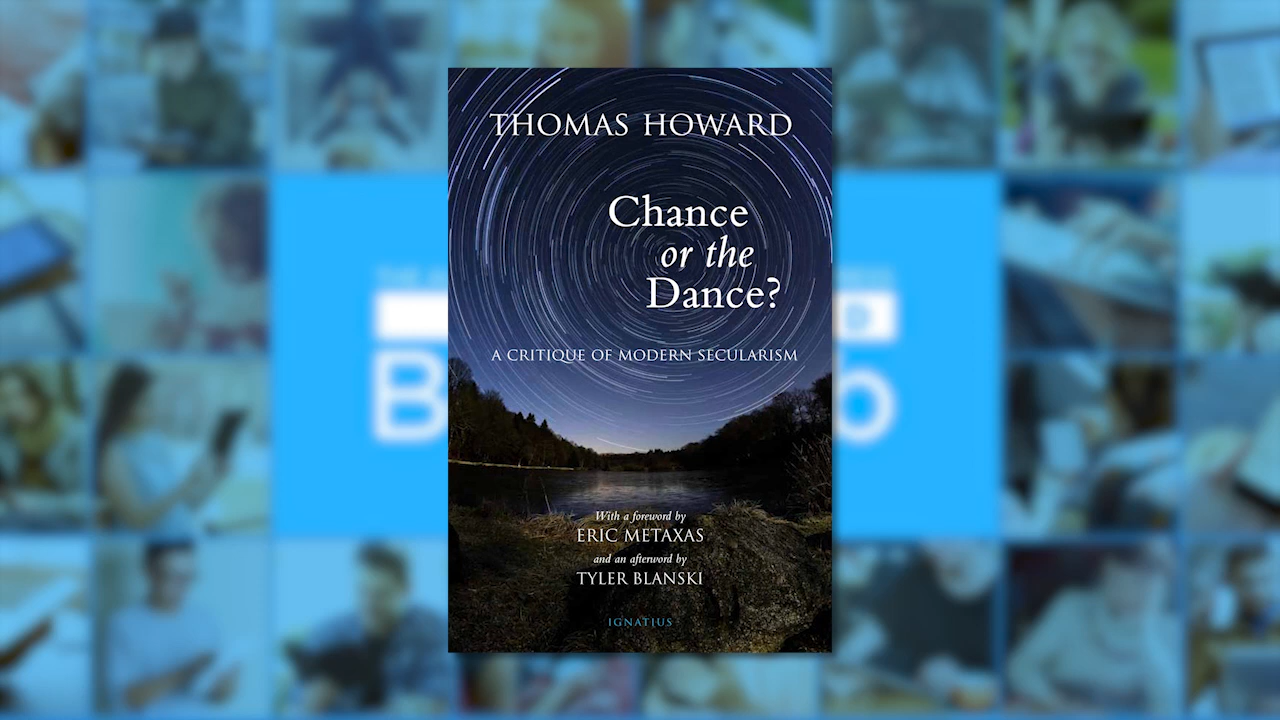 THOMAS HOWARD
Chance
or the
Dance?
A CRITIQUE OF MODERN SECULARISM
With a foreword by
ERIC METAXAS
and an afterword by
TYLER BLANSKI
IGNATIUS